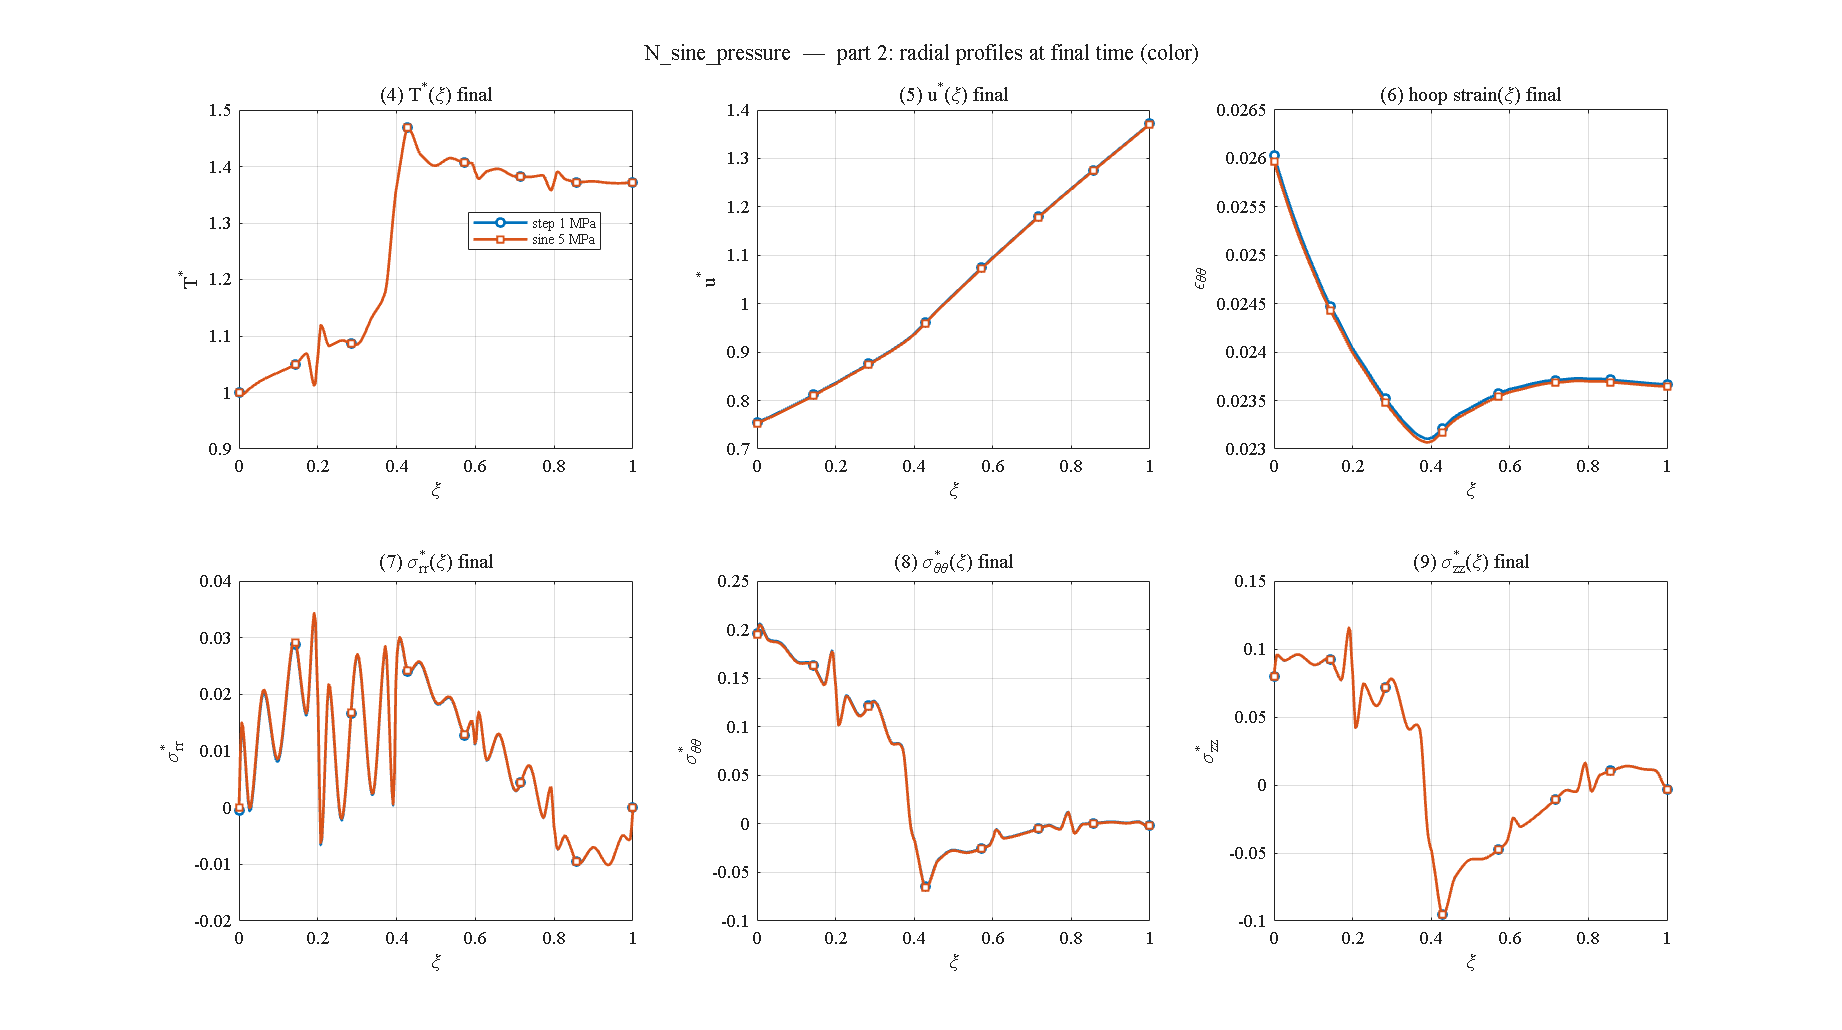 N_sine_pressure — part 2: radial profiles at final time (color)
(4) T*(ξ) final
1.5
1.4
1.3
1.2
1.1
1
0.9
T*
step 1 MPa
sine 5 MPa
0 0.2 0.4 0.6 0.8 1
ξ
(5) u*(ξ) final
1.4
1.3
1.2
1.1
1
0.9
0.8
0.7
u*
0 0.2 0.4 0.6 0.8 1
ξ
(6) hoop strain(ξ) final
0.0265
0.026
0.0255
0.025
0.0245
0.024
0.0235
0.023
ϵθθ
0 0.2 0.4 0.6 0.8 1
ξ
(7) σ*rr(ξ) final
0.04
0.03
0.02
0.01
0
-0.01
-0.02
σ*rr
0 0.2 0.4 0.6 0.8 1
ξ
(8) σ*θθ(ξ) final
0.25
0.2
0.15
0.1
0.05
0
-0.05
-0.1
σ*θθ
0 0.2 0.4 0.6 0.8 1
ξ
(9) σ*zz(ξ) final
0.15
0.1
0.05
0
-0.05
-0.1
σ*zz
0 0.2 0.4 0.6 0.8 1
ξ